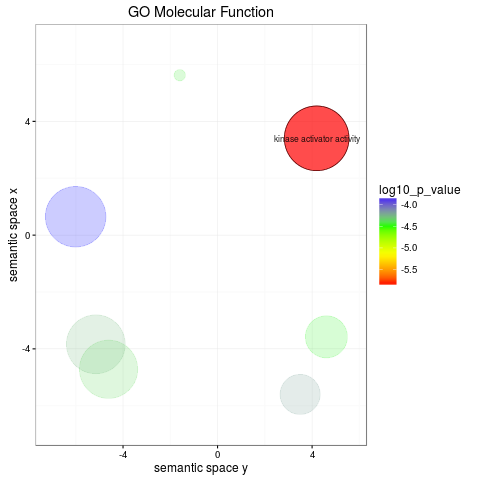 GO Molecular Function
semantic space x
4
0
-4
kinase activator activity
-4
0
4
semantic space y
log10_p_value
-4.0
-4.5
-5.0
-5.5